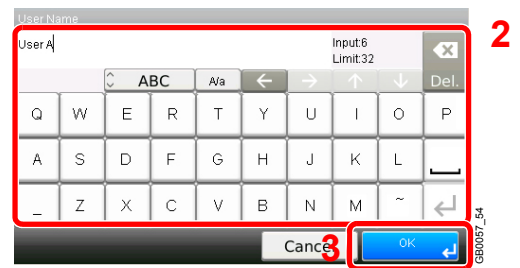 User Name
2
User A
Input:6
Limit:32
ABC A/a ← → ↑ ↓ Del.
Q W E R T Y U I O P
A S D F G H J K L
_ Z X C V B N M ~
3
Cance OK
GB0057_54